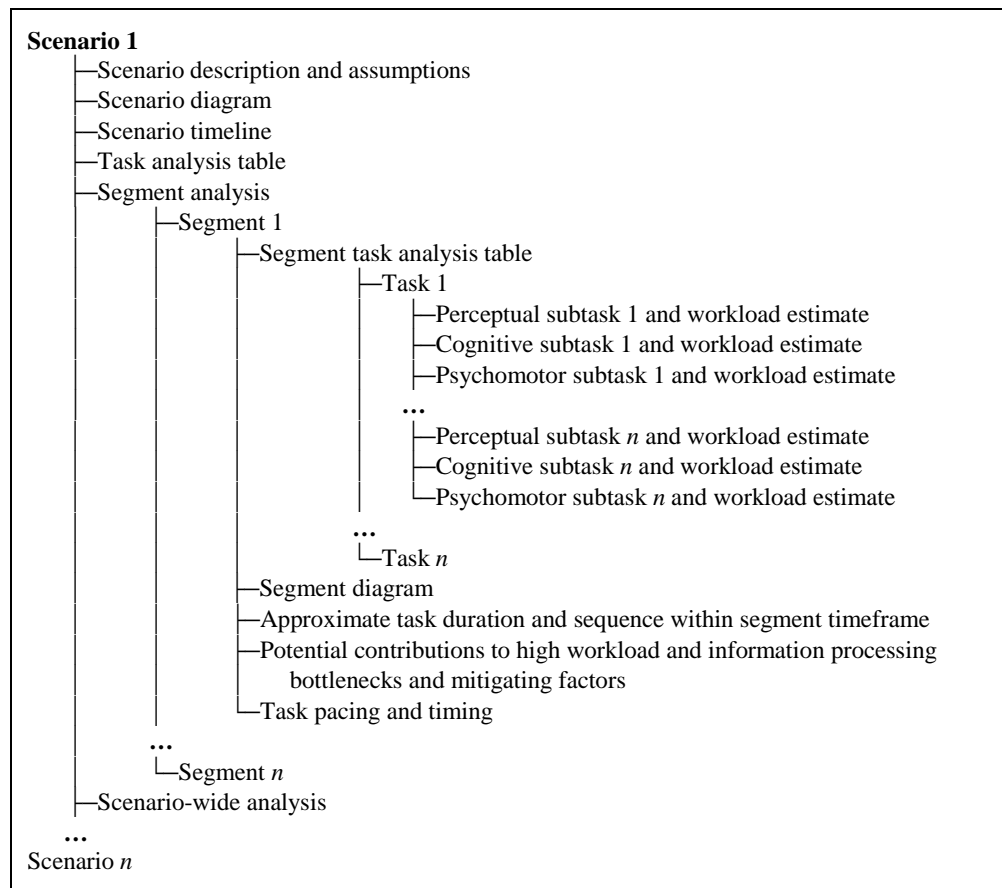 Scenario 1
Scenario description and assumptions
Scenario diagram
Scenario timeline
Task analysis table
Segment analysis
Segment 1
Segment task analysis table
Task 1
Perceptual subtask 1 and workload estimate
Cognitive subtask 1 and workload estimate
Psychomotor subtask 1 and workload estimate
...
Perceptual subtask n and workload estimate
Cognitive subtask n and workload estimate
Psychomotor subtask n and workload estimate
...
Task n
Segment diagram
Approximate task duration and sequence within segment timeframe
Potential contributions to high workload and information processing
bottlenecks and mitigating factors
Task pacing and timing
...
Segment n
Scenario-wide analysis
...
Scenario n